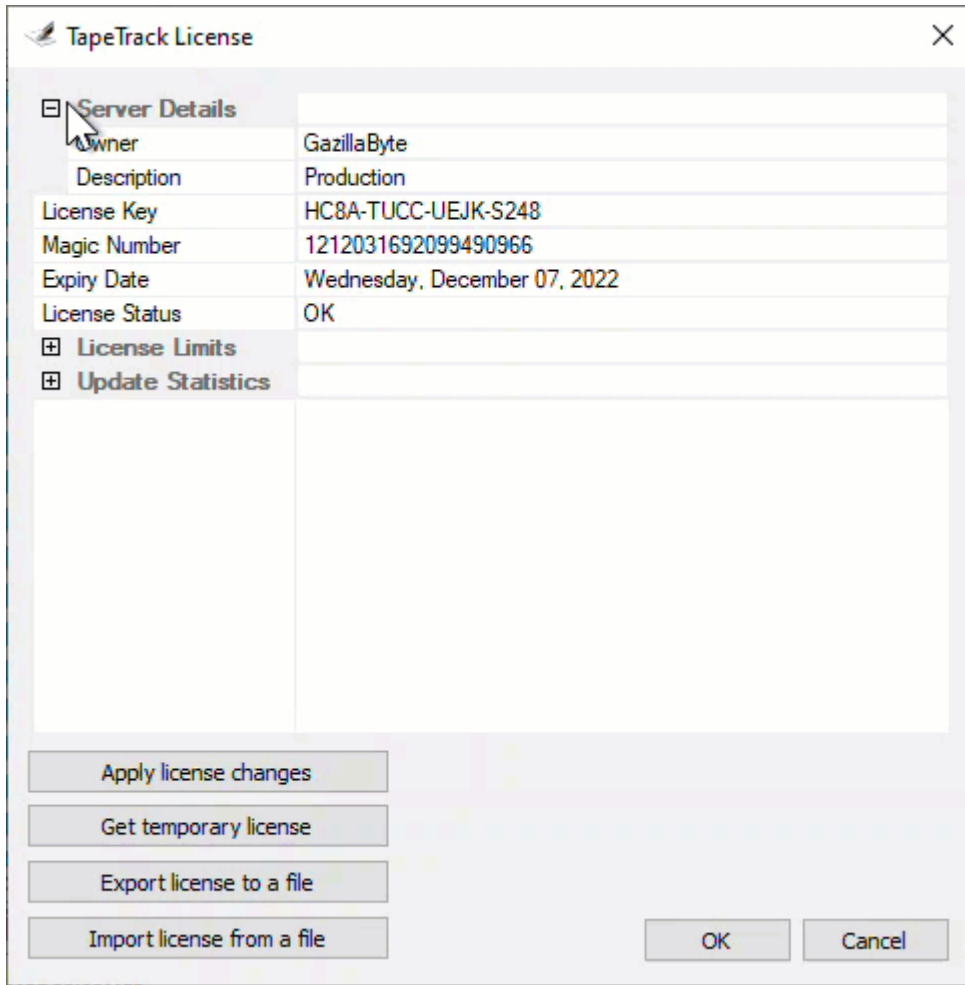 TapeTrack License
Server Details
Owner GazillaByte
Description Production
License Key HC8A-TUCC-UEJK-S248
Magic Number 1212031692099490966
Expiry Date Wednesday, December 07, 2022
License Status OK
License Limits
Update Statistics
Apply license changes
Get temporary license
Export license to a file
Import license from a file
OK Cancel